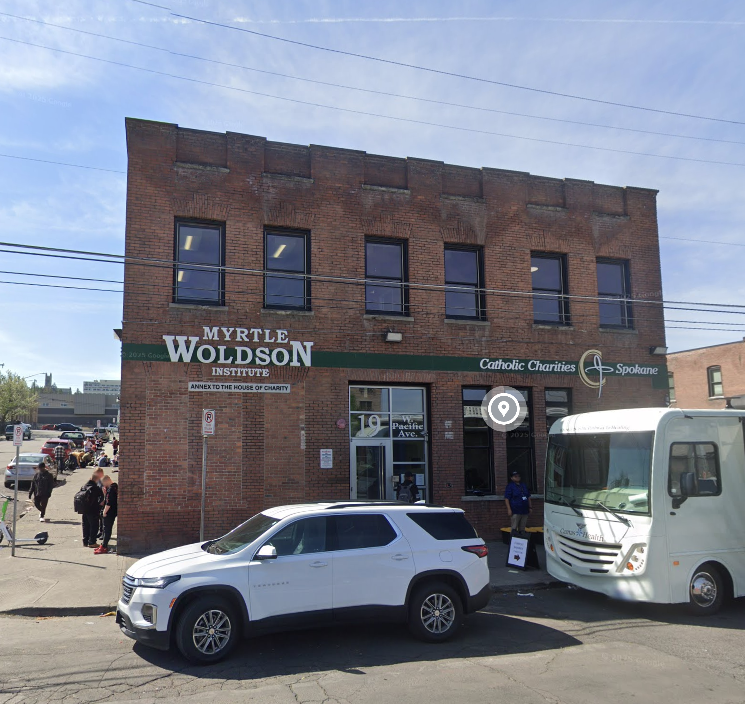 MYRTLE
WOLDSON
INSTITUTE
ANNEX TO THE HOUSE OF CHARITY
Catholic Charities Spokane
19 W. Pacific Ave.